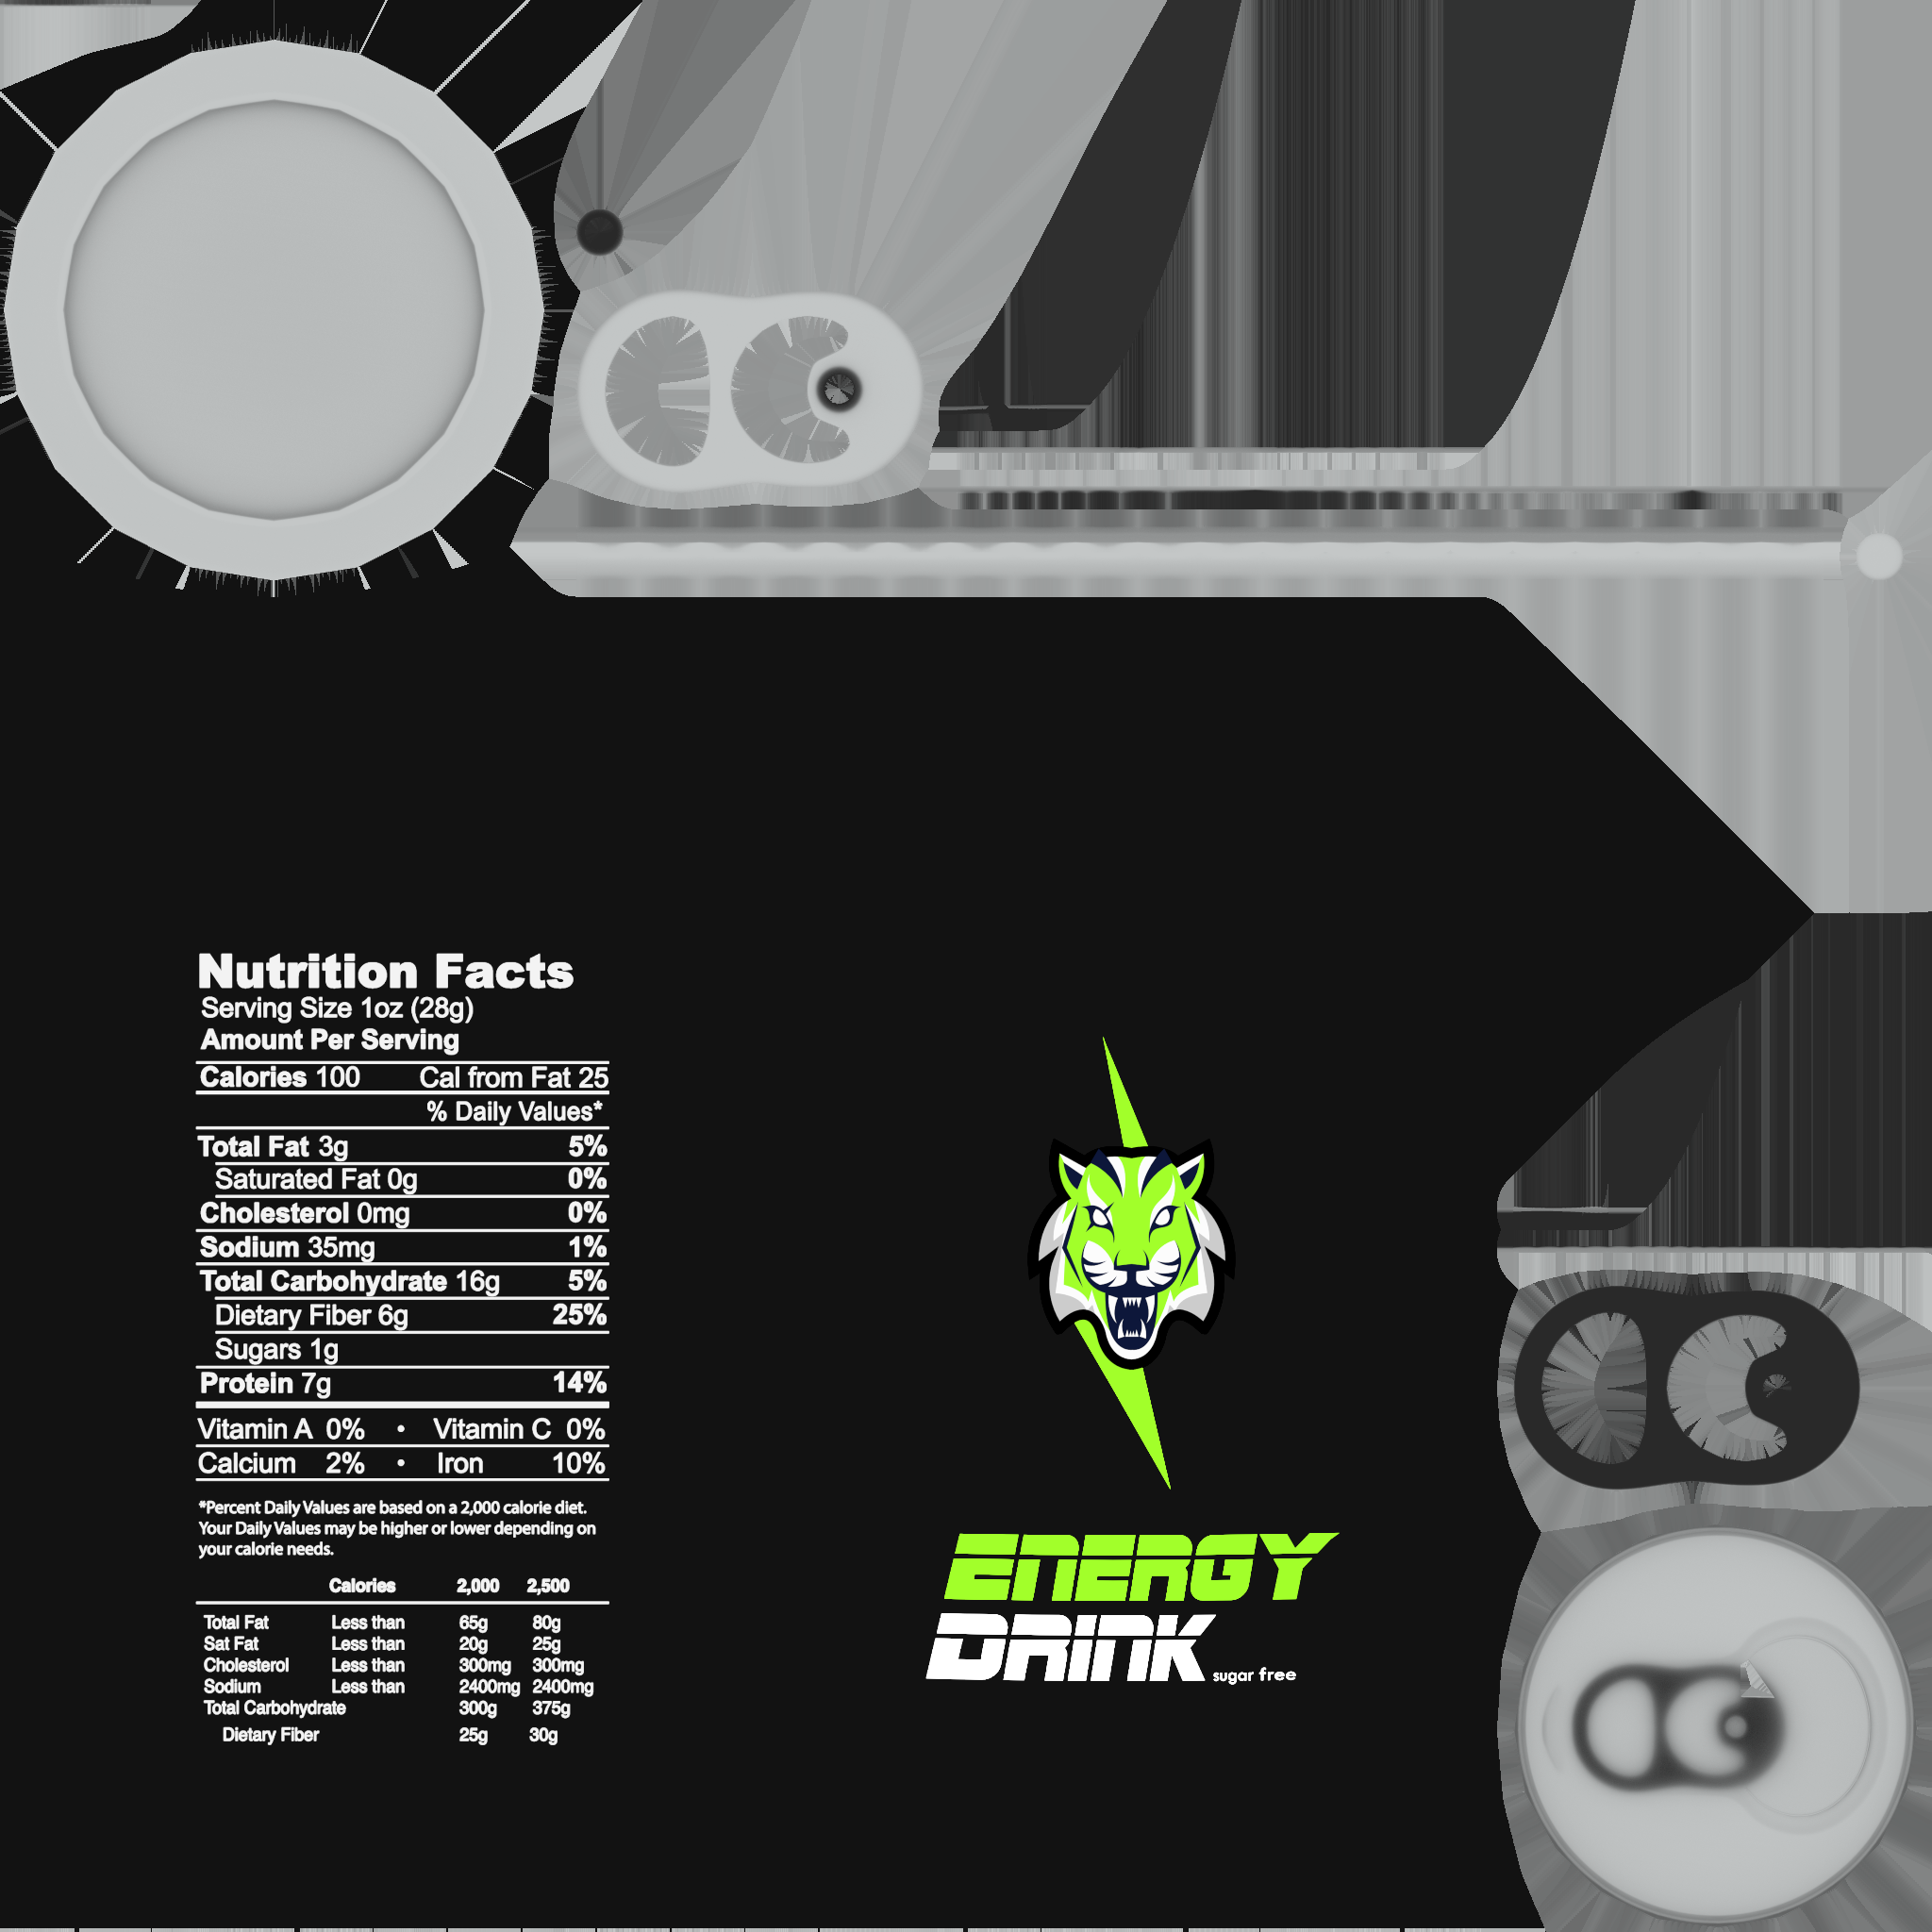 Nutrition Facts
Serving Size 1oz (28g)
Amount Per Serving
Calories 100 Cal from Fat 25
% Daily Values*
Total Fat 3g 5%
Saturated Fat 0g 0%
Cholesterol 0mg 0%
Sodium 35mg 1%
Total Carbohydrate 16g 5%
Dietary Fiber 6g 25%
Sugars 1g
Protein 7g 14%
Vitamin A 0% • Vitamin C 0%
Calcium 2% • Iron 10%
*Percent Daily Values are based on a 2,000 calorie diet.
Your Daily Values may be higher or lower depending on
your calorie needs.
Calories 2,000 2,500
Total Fat Less than 65g 80g
Sat Fat Less than 20g 25g
Cholesterol Less than 300mg 300mg
Sodium Less than 2400mg 2400mg
Total Carbohydrate 300g 375g
Dietary Fiber 25g 30g
ENERGY
DRINK sugar free